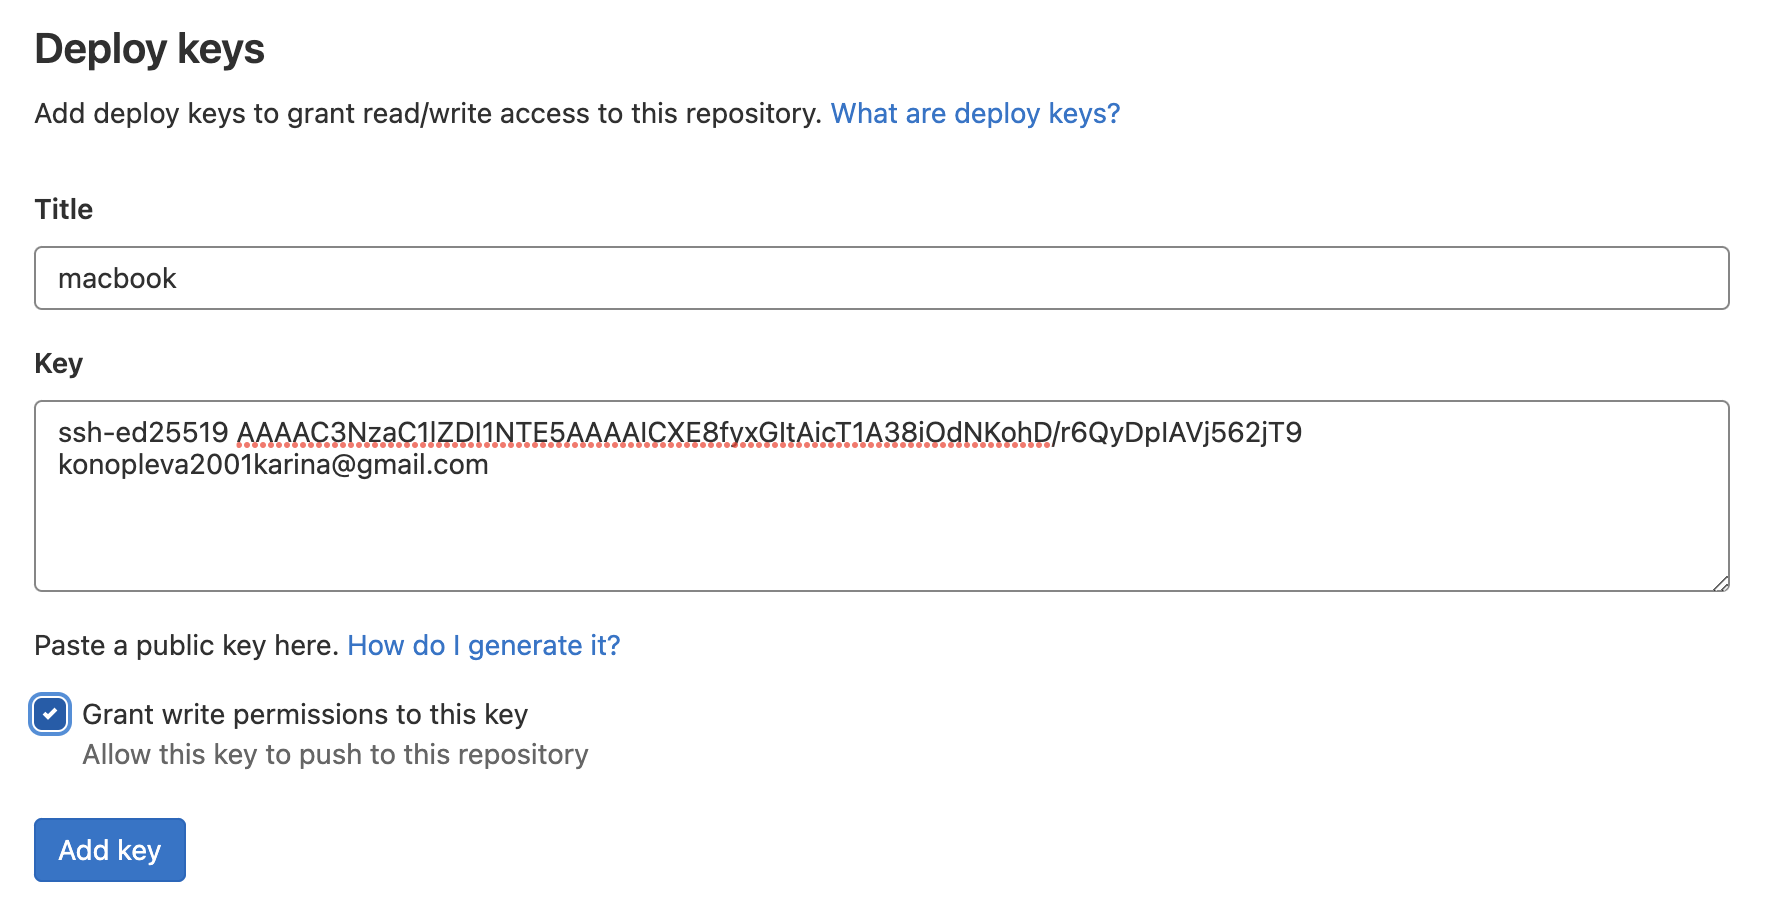 Deploy keys
Add deploy keys to grant read/write access to this repository. What are deploy keys?
Title
macbook
Key
ssh-ed25519 AAAAC3NzaC1lZDI1NTE5AAAAICXE8fyxGltAicT1A38iOdNKohD/r6QyDpIAVj562jT9
konopleva2001karina@gmail.com
Paste a public key here. How do I generate it?
Grant write permissions to this key
Allow this key to push to this repository
Add key